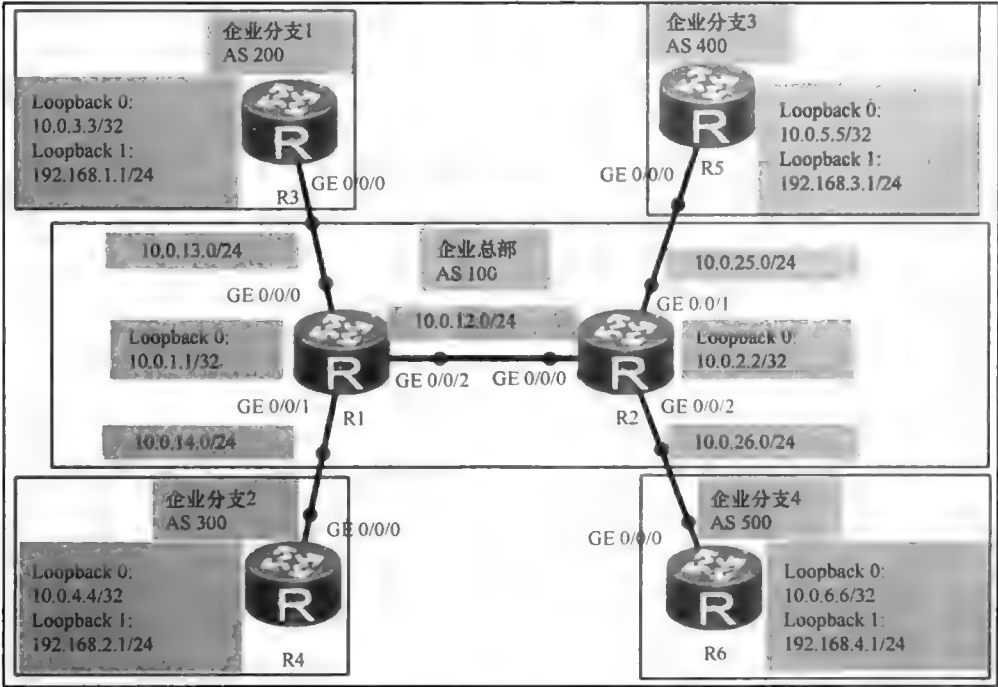 企业分支1
AS 200
Loopback 0:
10.0.3.3/32
Loopback 1:
192.168.1.1/24
R
GE 0/0/0
R3
企业分支3
AS 400
Loopback 0:
10.0.5.5/32
Loopback 1:
192.168.3.1/24
R
GE 0/0/0
R5
10.0.13.0/24
企业总部
AS 100
10.0.25.0/24
GE 0/0/0
10.0.12.0/24
GE 0/0/1
Loopback 0:
10.0.1.1/32
R
GE 0/0/2
GE 0/0/0
R
Loopback 0:
10.0.2.2/32
GE 0/0/1
R1
R2
GE 0/0/2
10.0.14.0/24
10.0.26.0/24
企业分支2
AS 300
GE 0/0/0
Loopback 0:
10.0.4.4/32
Loopback 1:
192.168.2.1/24
R
R4
企业分支4
AS 500
GE 0/0/0
Loopback 0:
10.0.6.6/32
Loopback 1:
192.168.4.1/24
R
R6